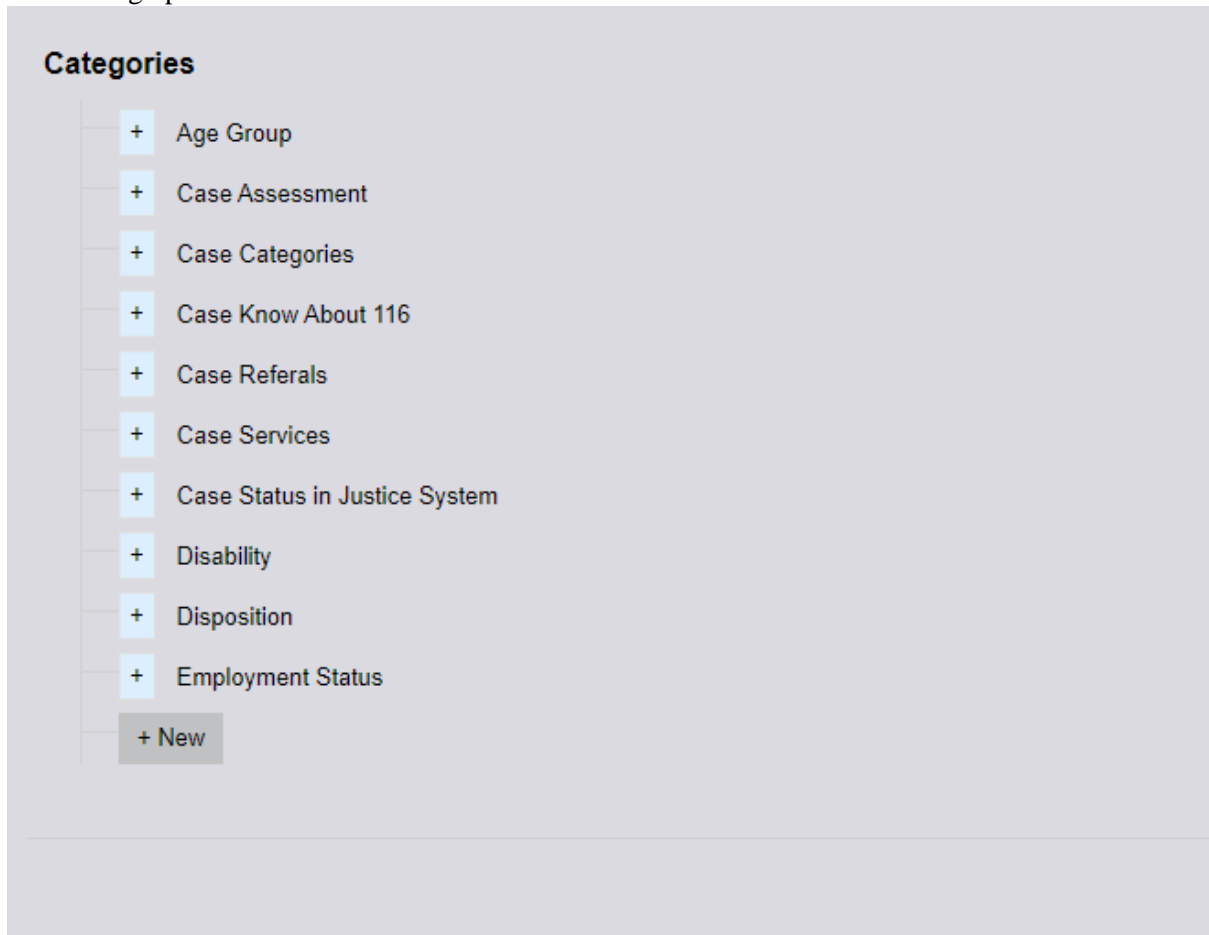 Categories
+ Age Group
+ Case Assessment
+ Case Categories
+ Case Know About 116
+ Case Referals
+ Case Services
+ Case Status in Justice System
+ Disability
+ Disposition
+ Employment Status
+ New